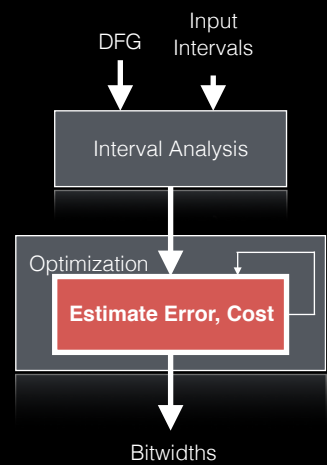 DFG
Input
Intervals
Interval Analysis
Optimization
Estimate Error, Cost
Bitwidths